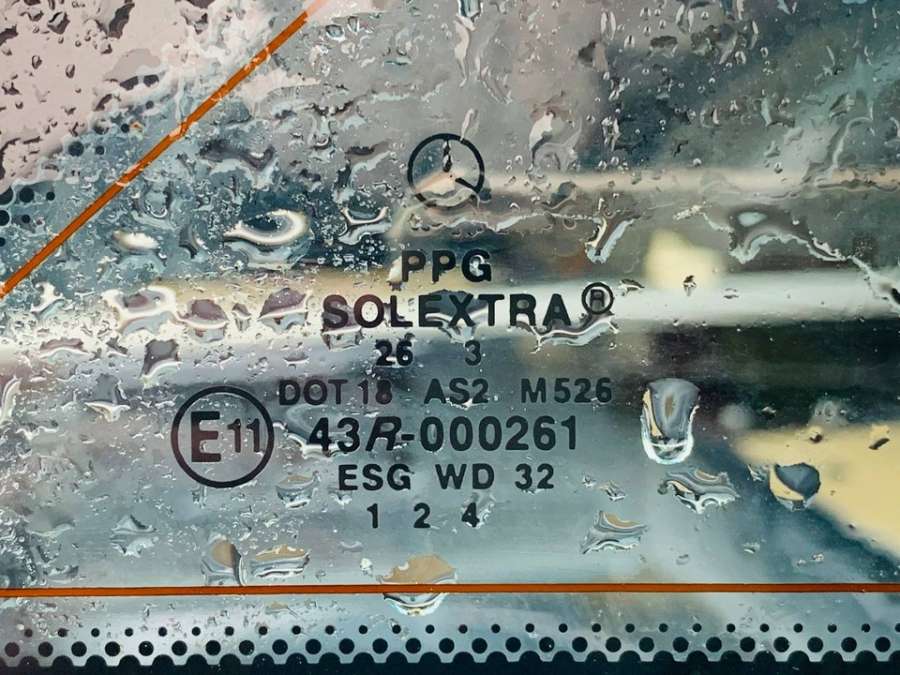 PPG
SOLEXTRA®
26 3
DOT 18 AS2 M526
E11 43R-000261
ESG WD 32
1 2 4